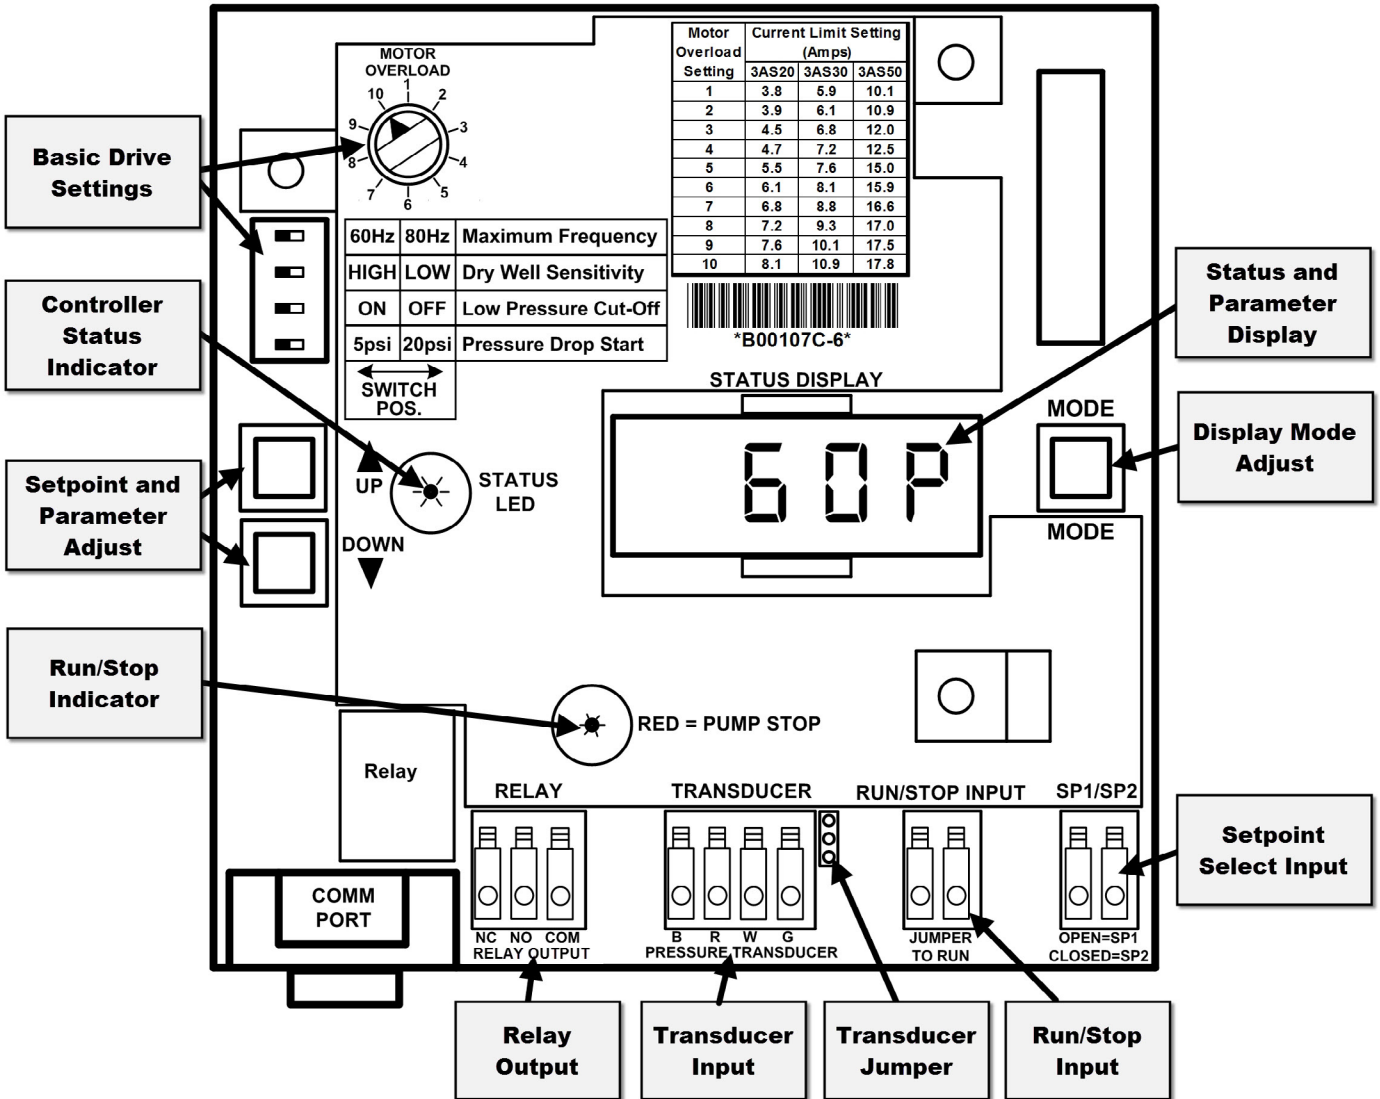 MOTOR
OVERLOAD
1
2
3
4
5
6
7
8
9
10
Motor Overload Setting | Current Limit Setting (Amps)
3AS20 3AS30 3AS50
1 3.8 5.9 10.1
2 3.9 6.1 10.9
3 4.5 6.8 12.0
4 4.7 7.2 12.5
5 5.5 7.6 15.0
6 6.1 8.1 15.9
7 6.8 8.8 16.6
8 7.2 9.3 17.0
9 7.6 10.1 17.5
10 8.1 10.9 17.8
*B00107C-6*
Basic Drive
Settings
60Hz 80Hz Maximum Frequency
HIGH LOW Dry Well Sensitivity
ON OFF Low Pressure Cut-Off
5psi 20psi Pressure Drop Start
SWITCH
POS.
Controller
Status
Indicator
Status and
Parameter
Display
STATUS DISPLAY
60P
MODE
MODE
Display Mode
Adjust
Setpoint and
Parameter
Adjust
UP
DOWN
STATUS
LED
Run/Stop
Indicator
RED = PUMP STOP
Relay
RELAY
TRANSDUCER
RUN/STOP INPUT
SP1/SP2
Setpoint
Select Input
COMM
PORT
NC NO COM
RELAY OUTPUT
B R W G
PRESSURE TRANSDUCER
JUMPER
TO RUN
OPEN=SP1
CLOSED=SP2
Relay
Output
Transducer
Input
Transducer
Jumper
Run/Stop
Input